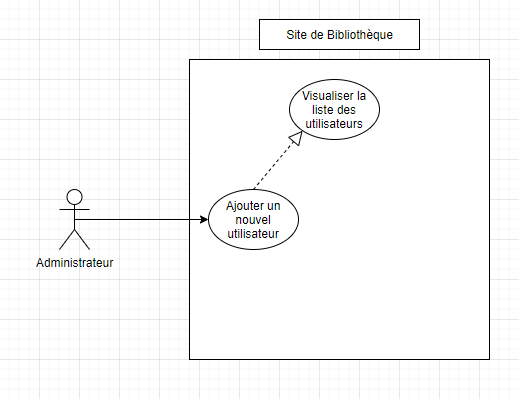 Site de Bibliothèque
Visualiser la
liste des
utilisateurs
Ajouter un
nouvel
utilisateur
Administrateur